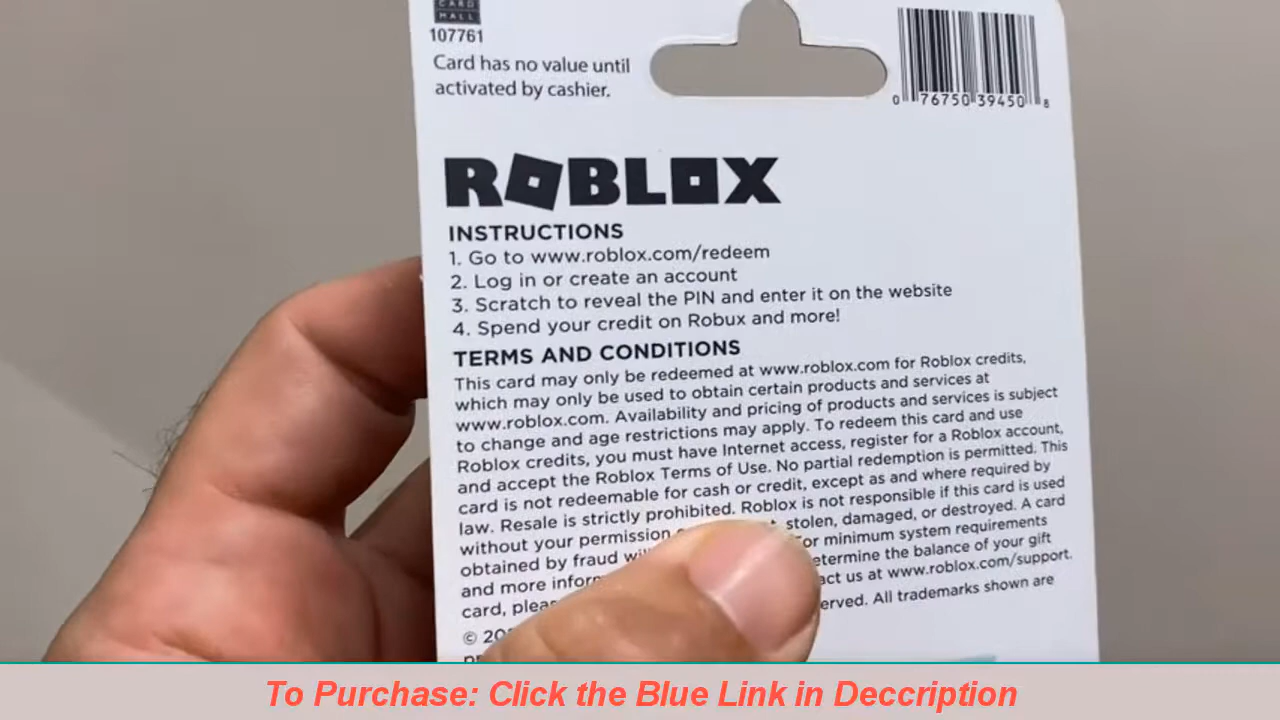 CARD
MALL
107761
Card has no value until
activated by cashier.
0 76750 39450 8
ROBLOX
INSTRUCTIONS
1. Go to www.roblox.com/redeem
2. Log in or create an account
3. Scratch to reveal the PIN and enter it on the website
4. Spend your credit on Robux and more!
TERMS AND CONDITIONS
This card may only be redeemed at www.roblox.com for Roblox credits,
which may only be used to obtain certain products and services at
www.roblox.com. Availability and pricing of products and services is subject
to change and age restrictions may apply. To redeem this card and use
Roblox credits, you must have Internet access, register for a Roblox account,
and accept the Roblox Terms of Use. No partial redemption is permitted. This
card is not redeemable for cash or credit, except as and where required by
law. Resale is strictly prohibited. Roblox is not responsible if this card is used
without your permission stolen, damaged, or destroyed. A card
obtained by fraud or minimum system requirements
and more determine the balance of your gift
card, act us at www.roblox.com/support.
©
erved. All trademarks shown are
To Purchase: Click the Blue Link in Deccription